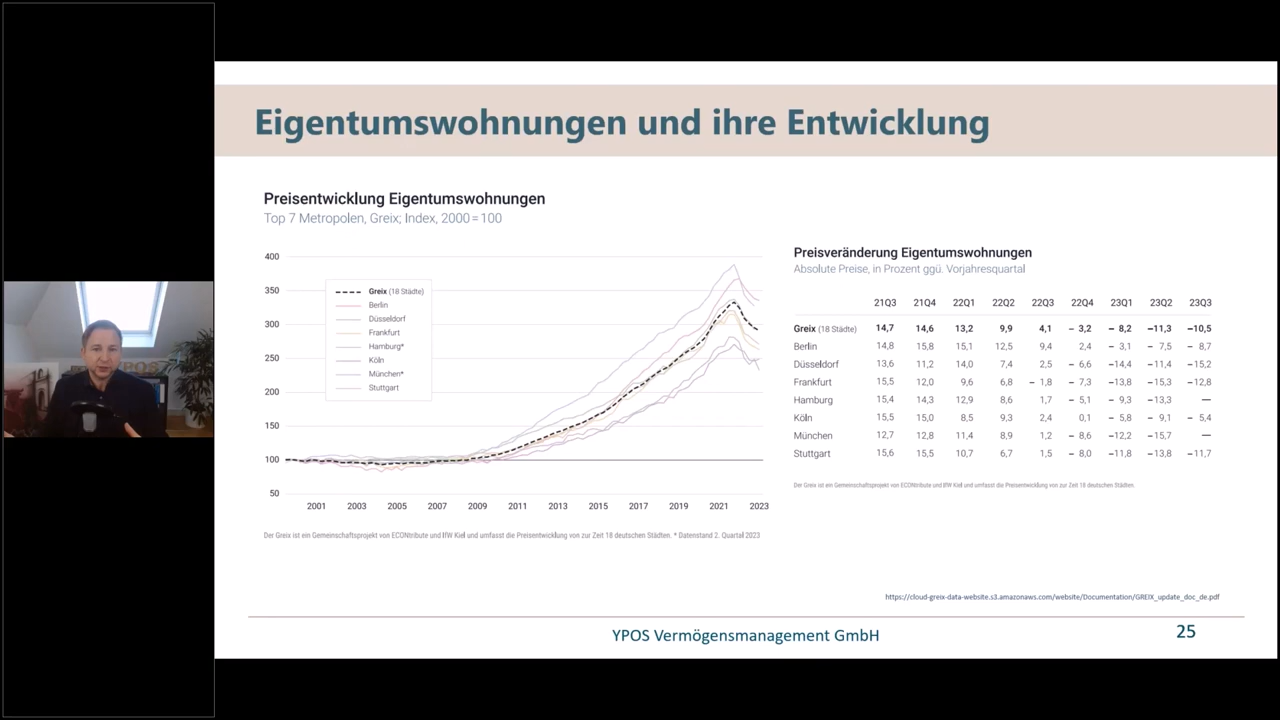 Eigentumswohnungen und ihre Entwicklung
Preisentwicklung Eigentumswohnungen
Top 7 Metropolen, Greix; Index, 2000 = 100
400
350
300
250
200
150
100
50
Greix (18 Städte)
Berlin
Düsseldorf
Frankfurt
Hamburg*
Köln
München*
Stuttgart
2001 2003 2005 2007 2009 2011 2013 2015 2017 2019 2021 2023
Der Greix ist ein Gemeinschaftsprojekt von ECONtribute und IfW Kiel und umfasst die Preisentwicklung von zur Zeit 18 deutschen Städten. * Datenstand 2. Quartal 2023
Preisveränderung Eigentumswohnungen
Absolute Preise, in Prozent ggü. Vorjahresquartal
21Q3 21Q4 22Q1 22Q2 22Q3 22Q4 23Q1 23Q2 23Q3
Greix (18 Städte) 14,7 14,6 13,2 9,9 4,1 – 3,2 – 8,2 –11,3 –10,5
Berlin 14,8 15,8 15,1 12,5 9,4 2,4 – 3,1 – 7,5 – 8,7
Düsseldorf 13,6 11,2 14,0 7,4 2,5 – 6,6 –14,4 –11,4 –15,2
Frankfurt 15,5 12,0 9,6 6,8 – 1,8 – 7,3 –13,8 –15,3 –12,8
Hamburg 15,4 14,3 12,9 8,6 1,7 – 5,1 – 9,3 –13,3 —
Köln 15,5 15,0 8,5 9,3 2,4 0,1 – 5,8 – 9,1 – 5,4
München 12,7 12,8 11,4 8,9 1,2 – 8,6 –12,2 –15,7 —
Stuttgart 15,6 15,5 10,7 6,7 1,5 – 8,0 –11,8 –13,8 –11,7
Der Greix ist ein Gemeinschaftsprojekt von ECONtribute und IfW Kiel und umfasst die Preisentwicklung von zur Zeit 18 deutschen Städten.
https://cloud-greix-data-website.s3.amazonaws.com/website/Documentation/GREIX_update_doc_de.pdf
YPOS Vermögensmanagement GmbH
25